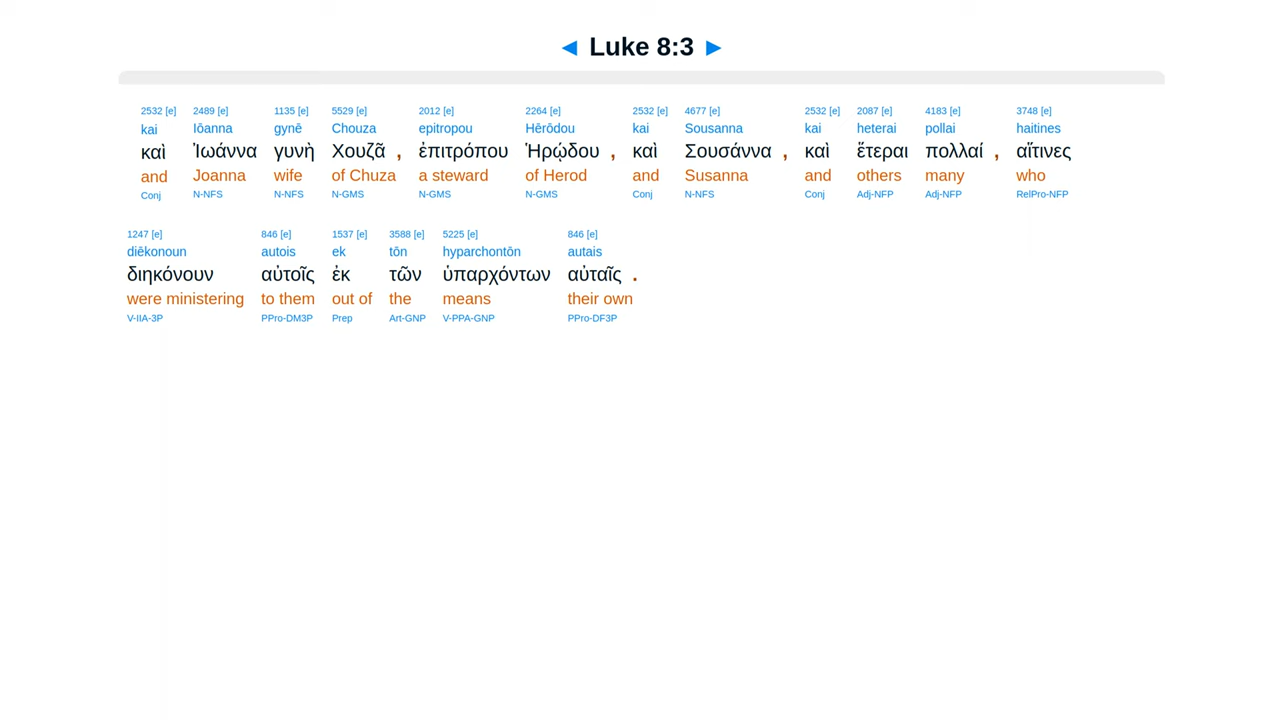 ◄ Luke 8:3 ►
2532 [e] 2489 [e] 1135 [e] 5529 [e] 2012 [e] 2264 [e] 2532 [e] 4677 [e] 2532 [e] 2087 [e] 4183 [e] 3748 [e]
kai Iōanna gynē Chouza epitropou Hērōdou kai Sousanna kai heterai pollai haitines
καὶ Ἰωάννα γυνὴ Χουζᾶ , ἐπιτρόπου Ἡρῴδου , καὶ Σουσάννα , καὶ ἕτεραι πολλαί , αἵτινες
and Joanna wife of Chuza a steward of Herod and Susanna and others many who
Conj N-NFS N-NFS N-GMS N-GMS N-GMS Conj N-NFS Conj Adj-NFP Adj-NFP RelPro-NFP
1247 [e] 846 [e] 1537 [e] 3588 [e] 5225 [e] 846 [e]
diēkonoun autois ek tōn hyparchontōn autais
διηκόνουν αὐτοῖς ἐκ τῶν ὑπαρχόντων αὐταῖς .
were ministering to them out of the means their own
V-IIA-3P PPro-DM3P Prep Art-GNP V-PPA-GNP PPro-DF3P